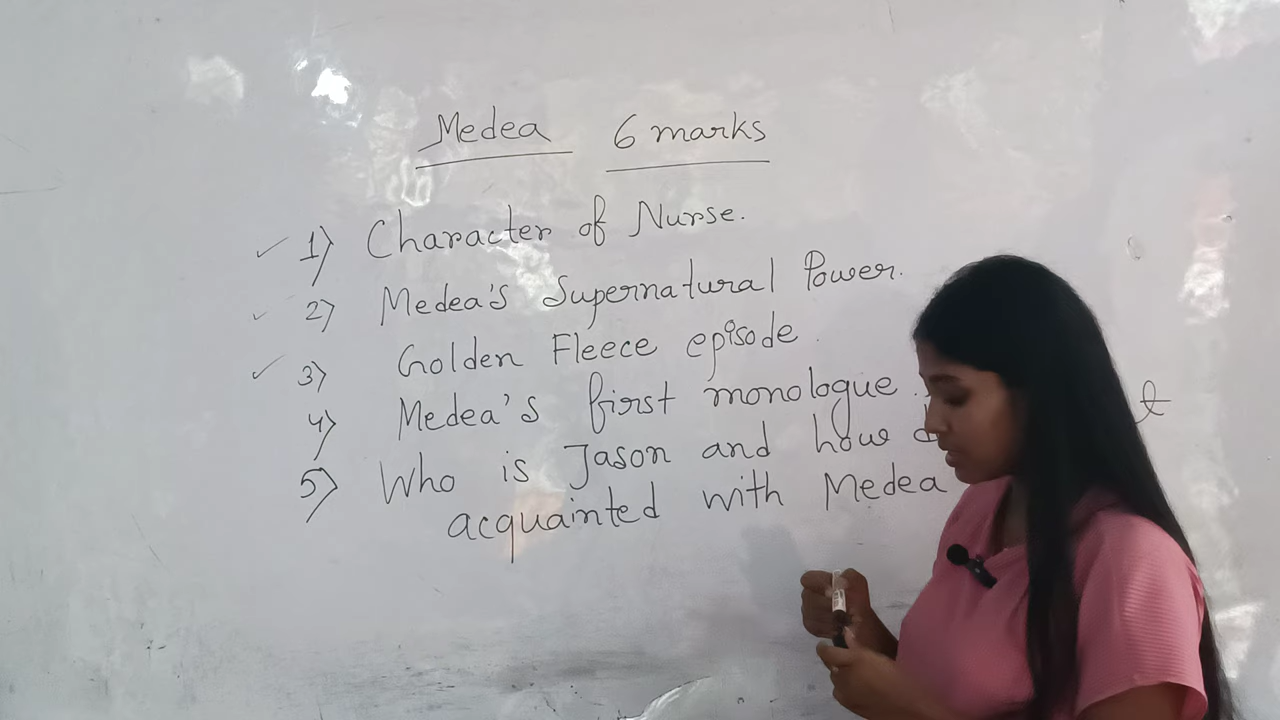 Medea 6 marks
1) Character of Nurse.
2) Medea's Supernatural Power.
3) Golden Fleece episode.
4) Medea's first monologue.
5) Who is Jason and how
acquainted with Medea